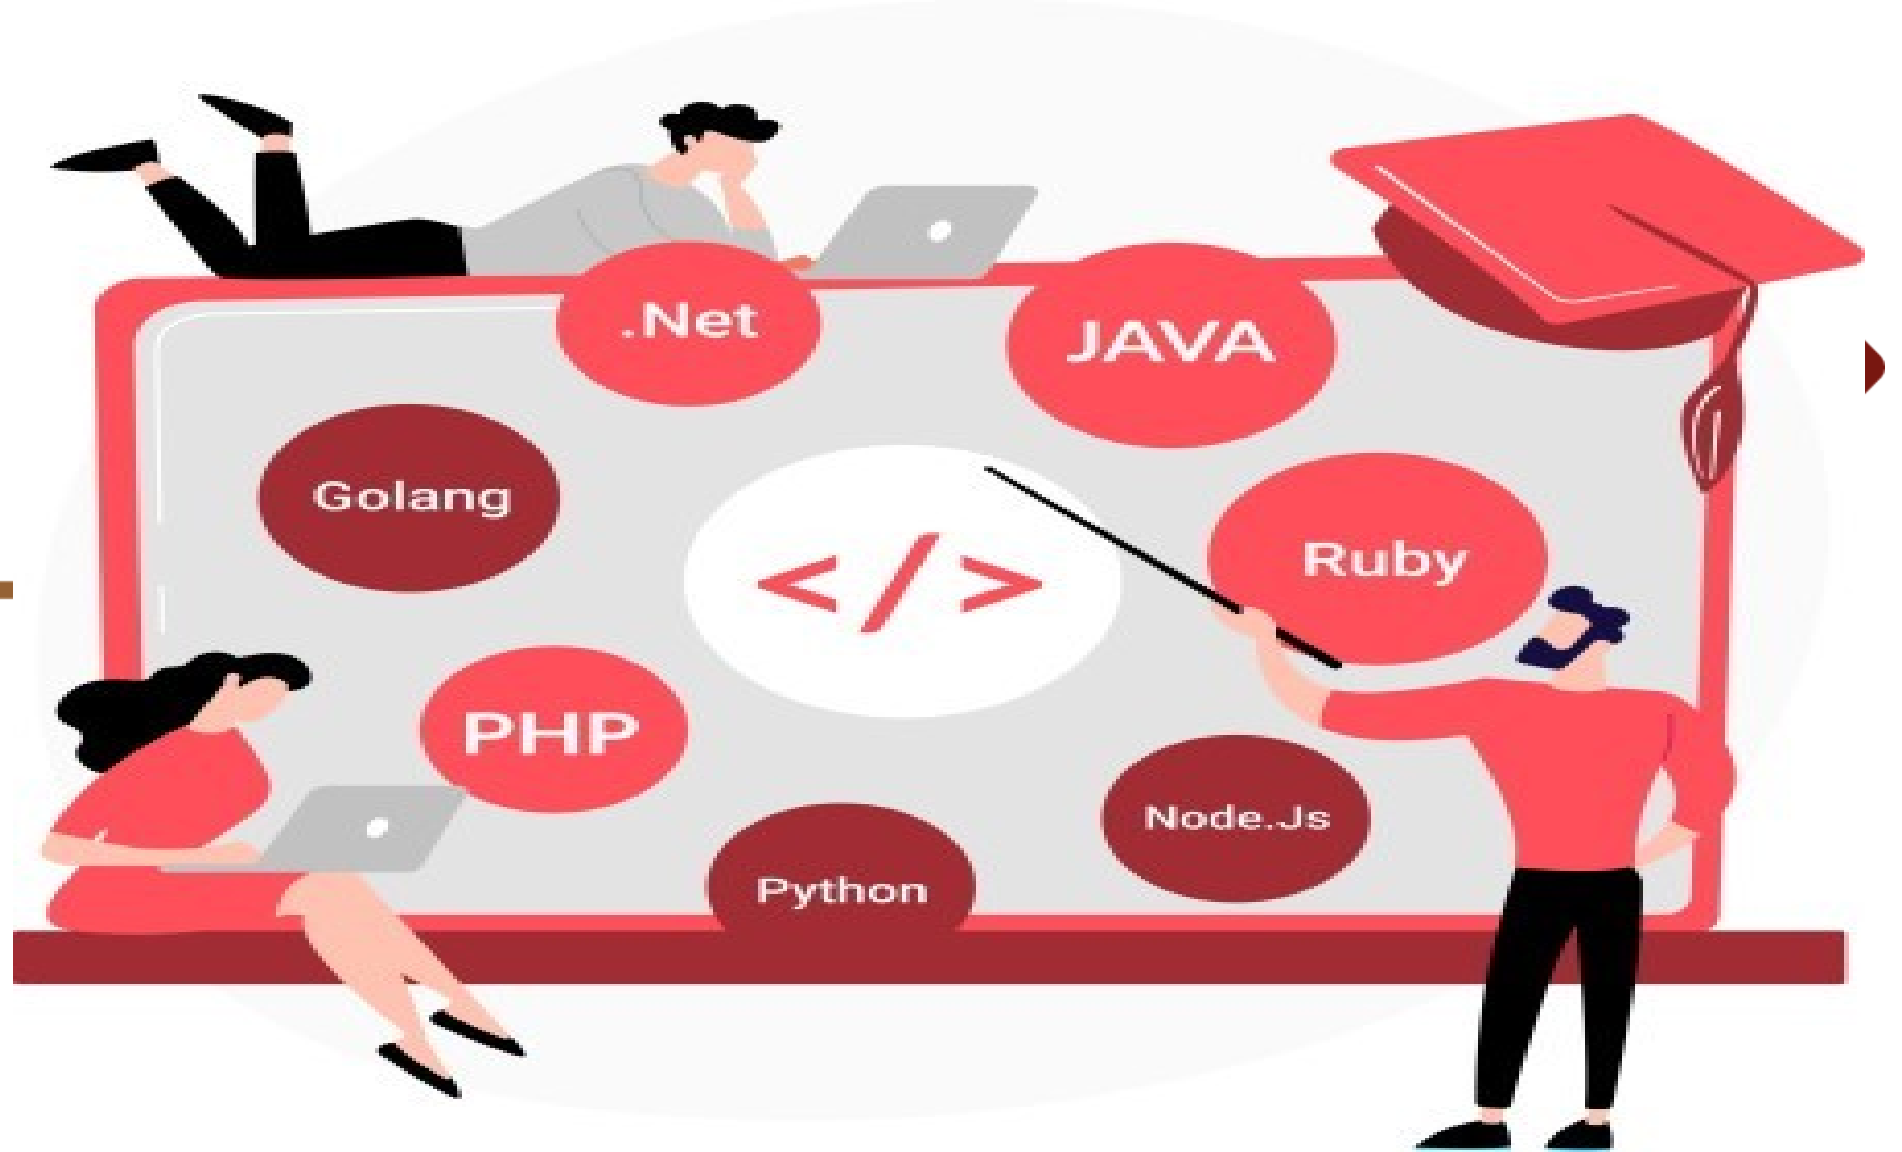 .Net
JAVA
Golang
</>
Ruby
PHP
Node.Js
Python